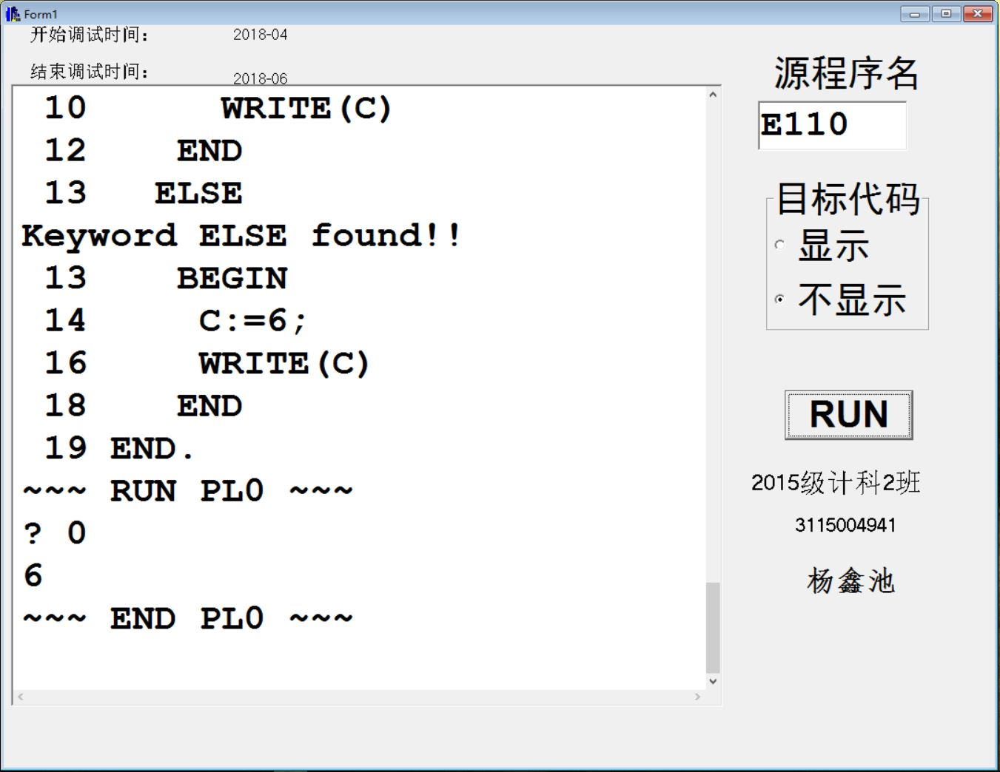 Form1
开始调试时间：
2018-04
结束调试时间：
2018-06
10 WRITE(C)
12 END
13 ELSE
Keyword ELSE found!!
13 BEGIN
14 C:=6;
16 WRITE(C)
18 END
19 END.
~~~ RUN PL0 ~~~
? 0
6
~~~ END PL0 ~~~
源程序名
E110
目标代码
显示
不显示
RUN
2015级计科2班
3115004941
杨鑫池